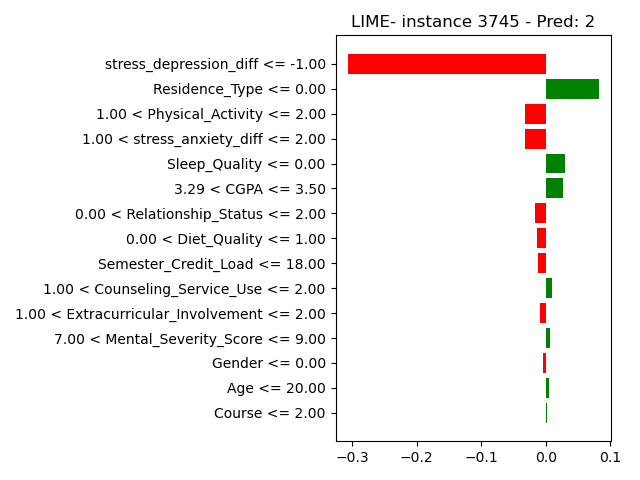 LIME- instance 3745 - Pred: 2
stress_depression_diff <= -1.00
Residence_Type <= 0.00
1.00 < Physical_Activity <= 2.00
1.00 < stress_anxiety_diff <= 2.00
Sleep_Quality <= 0.00
3.29 < CGPA <= 3.50
0.00 < Relationship_Status <= 2.00
0.00 < Diet_Quality <= 1.00
Semester_Credit_Load <= 18.00
1.00 < Counseling_Service_Use <= 2.00
1.00 < Extracurricular_Involvement <= 2.00
7.00 < Mental_Severity_Score <= 9.00
Gender <= 0.00
Age <= 20.00
Course <= 2.00
−0.3 −0.2 −0.1 0.0 0.1